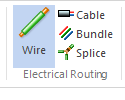 Wire
Cable
Bundle
Splice
Electrical Routing